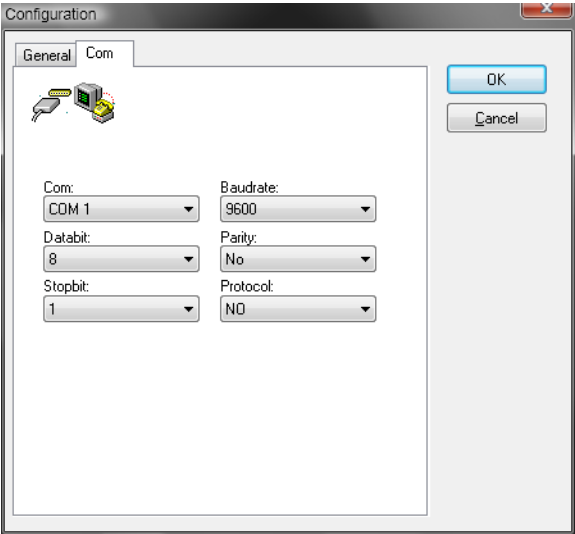 Configuration
General Com
OK
Cancel
Com: Baudrate:
COM 1 9600
Databit: Parity:
8 No
Stopbit: Protocol:
1 NO